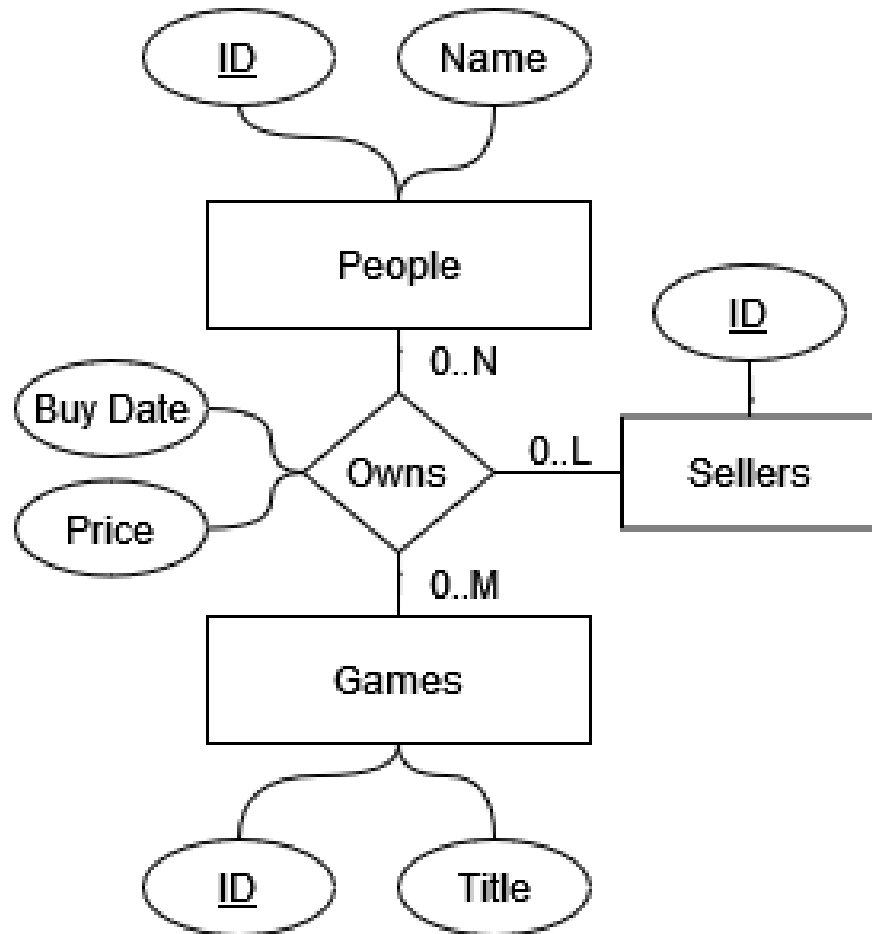 ID
Name
People
ID
0..N
Buy Date
Owns
0..L
Sellers
Price
0..M
Games
ID
Title